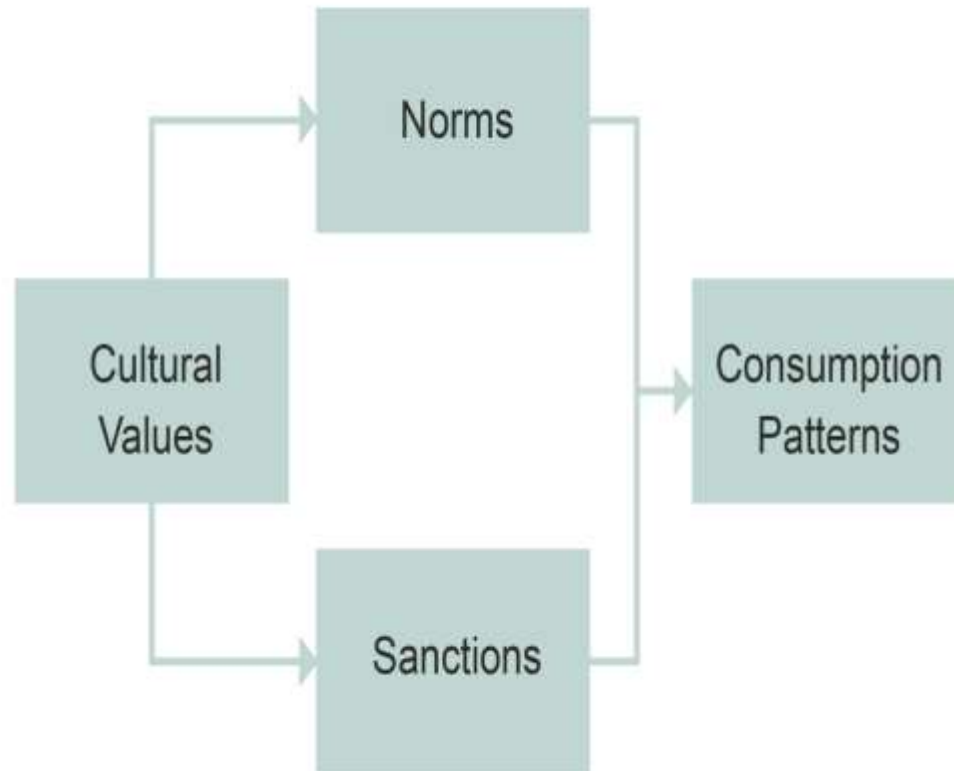 Norms
Cultural
Values
Consumption
Patterns
Sanctions